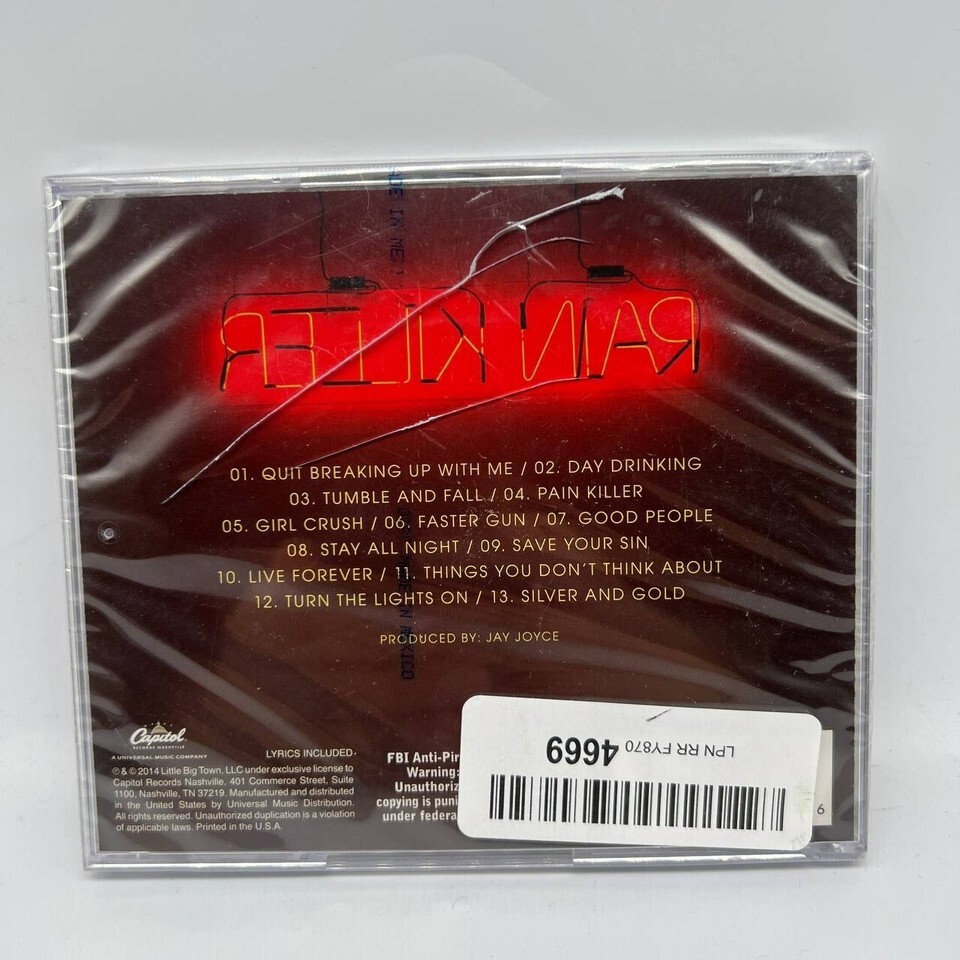 PAIN KILLER
01. QUIT BREAKING UP WITH ME / 02. DAY DRINKING
03. TUMBLE AND FALL / 04. PAIN KILLER
05. GIRL CRUSH / 06. FASTER GUN / 07. GOOD PEOPLE
08. STAY ALL NIGHT / 09. SAVE YOUR SIN
10. LIVE FOREVER / 11. THINGS YOU DON'T THINK ABOUT
12. TURN THE LIGHTS ON / 13. SILVER AND GOLD
PRODUCED BY: JAY JOYCE
Capitol
RECORDS NASHVILLE
A UNIVERSAL MUSIC COMPANY
LYRICS INCLUDED
℗ & © 2014 Little Big Town, LLC under exclusive license to
Capitol Records Nashville, 401 Commerce Street, Suite
1100, Nashville, TN 37219. Manufactured and distributed
in the United States by Universal Music Distribution.
All rights reserved. Unauthorized duplication is a violation
of applicable laws. Printed in the U.S.A.
FBI Anti-Pir
Warning:
Unauthoriz
copying is puni
under federa
LPN RR FY870 4669
6